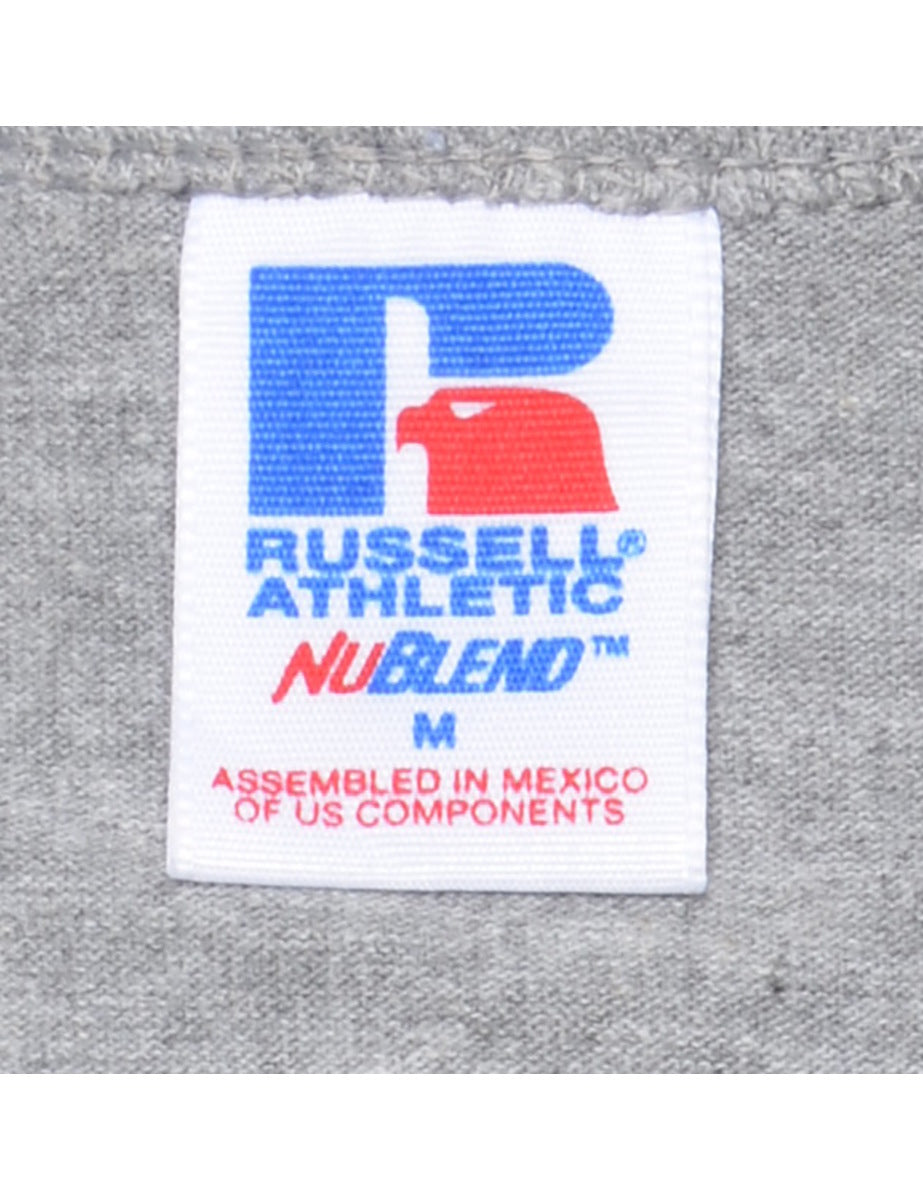 RUSSELL®
ATHLETIC
NUBLEND™
M
ASSEMBLED IN MEXICO
OF US COMPONENTS